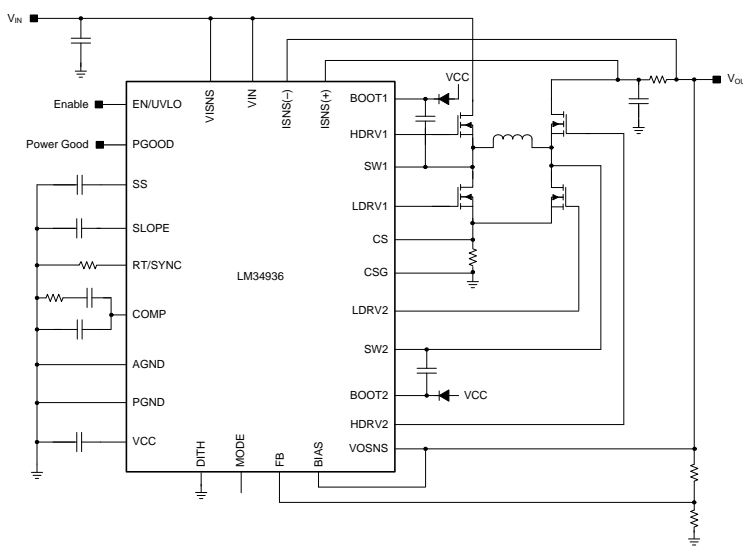 VIN
VISNS
VIN
ISNS(–)
ISNS(+)
VOU
Enable
EN/UVLO
Power Good
PGOOD
SS
SLOPE
RT/SYNC
COMP
AGND
PGND
VCC
LM34936
BOOT1
VCC
HDRV1
SW1
LDRV1
CS
CSG
LDRV2
SW2
BOOT2
VCC
HDRV2
VOSNS
DITH
MODE
FB
BIAS